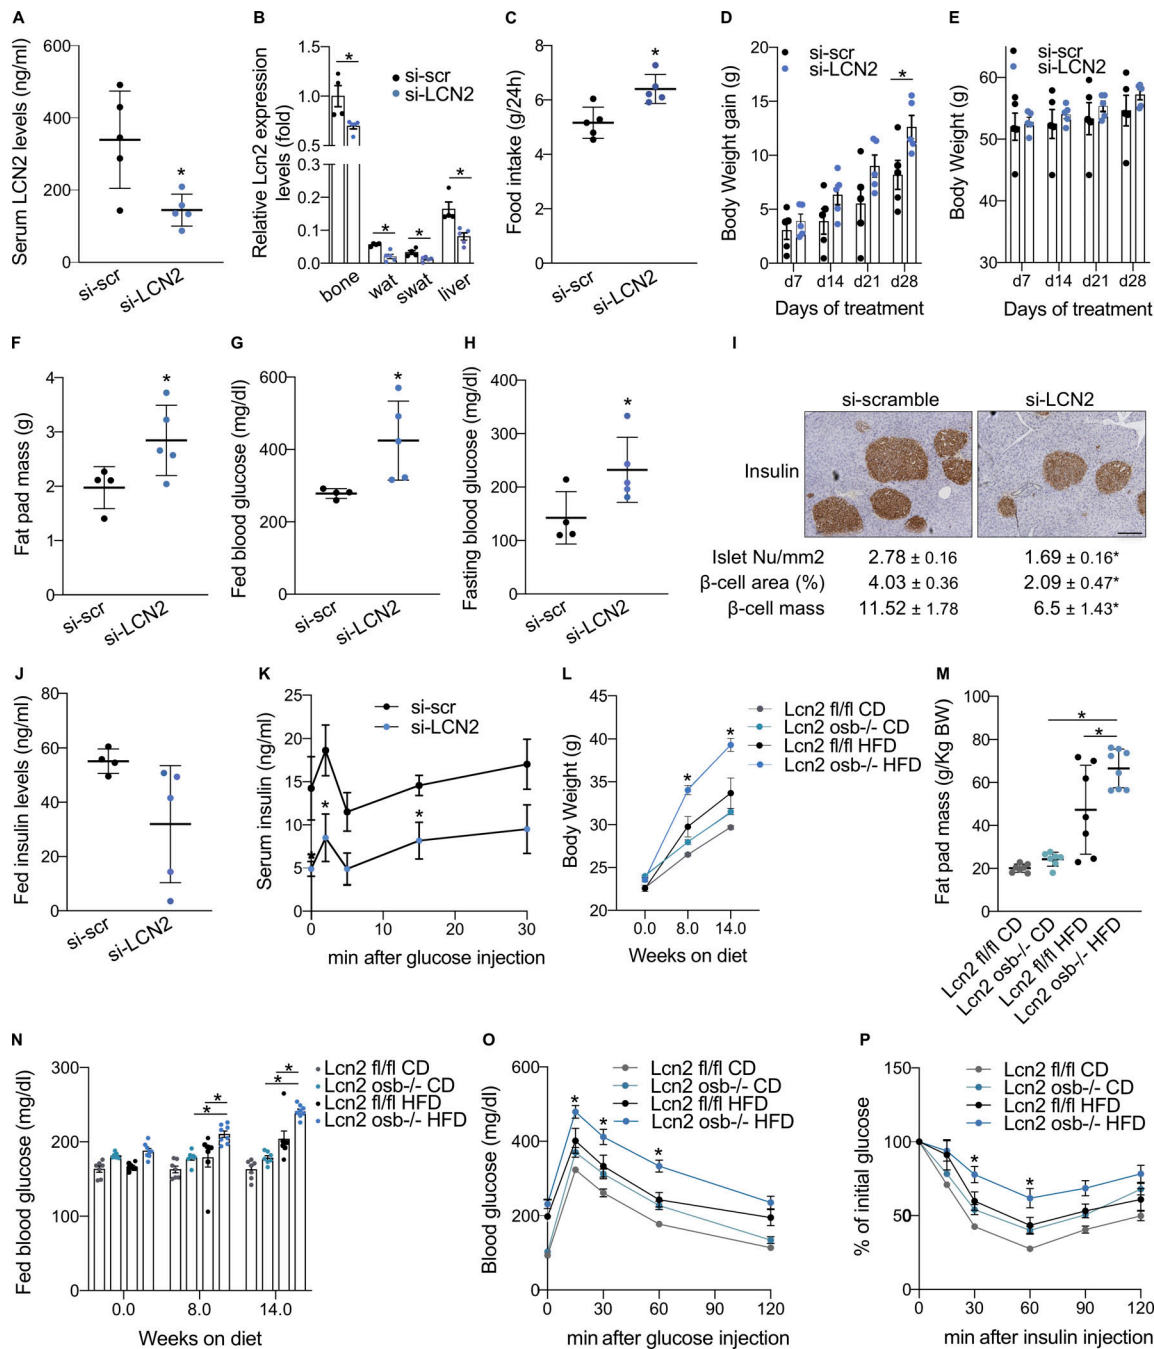 A
Serum LCN2 levels (ng/ml)
600
400
200
0
*
si-scr
si-LCN2
B
Relative Lcn2 expression
levels (fold)
1.5
1.0
0.5
0.3
0.2
0.1
0.0
*
*
*
*
si-scr
si-LCN2
bone
wat
swat
liver
C
Food intake (g/24h)
8
6
4
2
0
*
si-scr
si-LCN2
D
Body Weight gain (g)
20
15
10
5
0
si-scr
si-LCN2
*
d7
d14
d21
d28
Days of treatment
E
Body Weight (g)
60
50
40
30
si-scr
si-LCN2
d7
d14
d21
d28
Days of treatment
F
Fat pad mass (g)
4
3
2
1
0
*
si-scr
si-LCN2
G
Fed blood glucose (mg/dl)
600
400
200
0
*
si-scr
si-LCN2
H
Fasting blood glucose (mg/dl)
400
300
200
100
0
*
si-scr
si-LCN2
I
si-scramble si-LCN2
Insulin
Islet Nu/mm2 2.78 ± 0.16 1.69 ± 0.16*
β-cell area (%) 4.03 ± 0.36 2.09 ± 0.47*
β-cell mass 11.52 ± 1.78 6.5 ± 1.43*
J
Fed insulin levels (ng/ml)
80
60
40
20
0
si-scr
si-LCN2
K
Serum insulin (ng/ml)
25
20
15
10
5
0
si-scr
si-LCN2
*
*
*
0 10 20 30
min after glucose injection
L
Body Weight (g)
45
40
35
30
25
20
Lcn2 fl/fl CD
Lcn2 osb-/- CD
Lcn2 fl/fl HFD
Lcn2 osb-/- HFD
*
*
0.0 8.0 14.0
Weeks on diet
M
Fat pad mass (g/Kg BW)
100
80
60
40
20
0
*
*
Lcn2 fl/fl CD
Lcn2 osb-/- CD
Lcn2 fl/fl HFD
Lcn2 osb-/- HFD
N
Fed blood glucose (mg/dl)
300
200
100
0
*
*
*
*
Lcn2 fl/fl CD
Lcn2 osb-/- CD
Lcn2 fl/fl HFD
Lcn2 osb-/- HFD
0.0 8.0 14.0
Weeks on diet
O
Blood glucose (mg/dl)
600
400
200
0
Lcn2 fl/fl CD
Lcn2 osb-/- CD
Lcn2 fl/fl HFD
Lcn2 osb-/- HFD
*
*
*
0 30 60 90 120
min after glucose injection
P
% of initial glucose
150
100
50
0
Lcn2 fl/fl CD
Lcn2 osb-/- CD
Lcn2 fl/fl HFD
Lcn2 osb-/- HFD
*
*
0 30 60 90 120
min after insulin injection